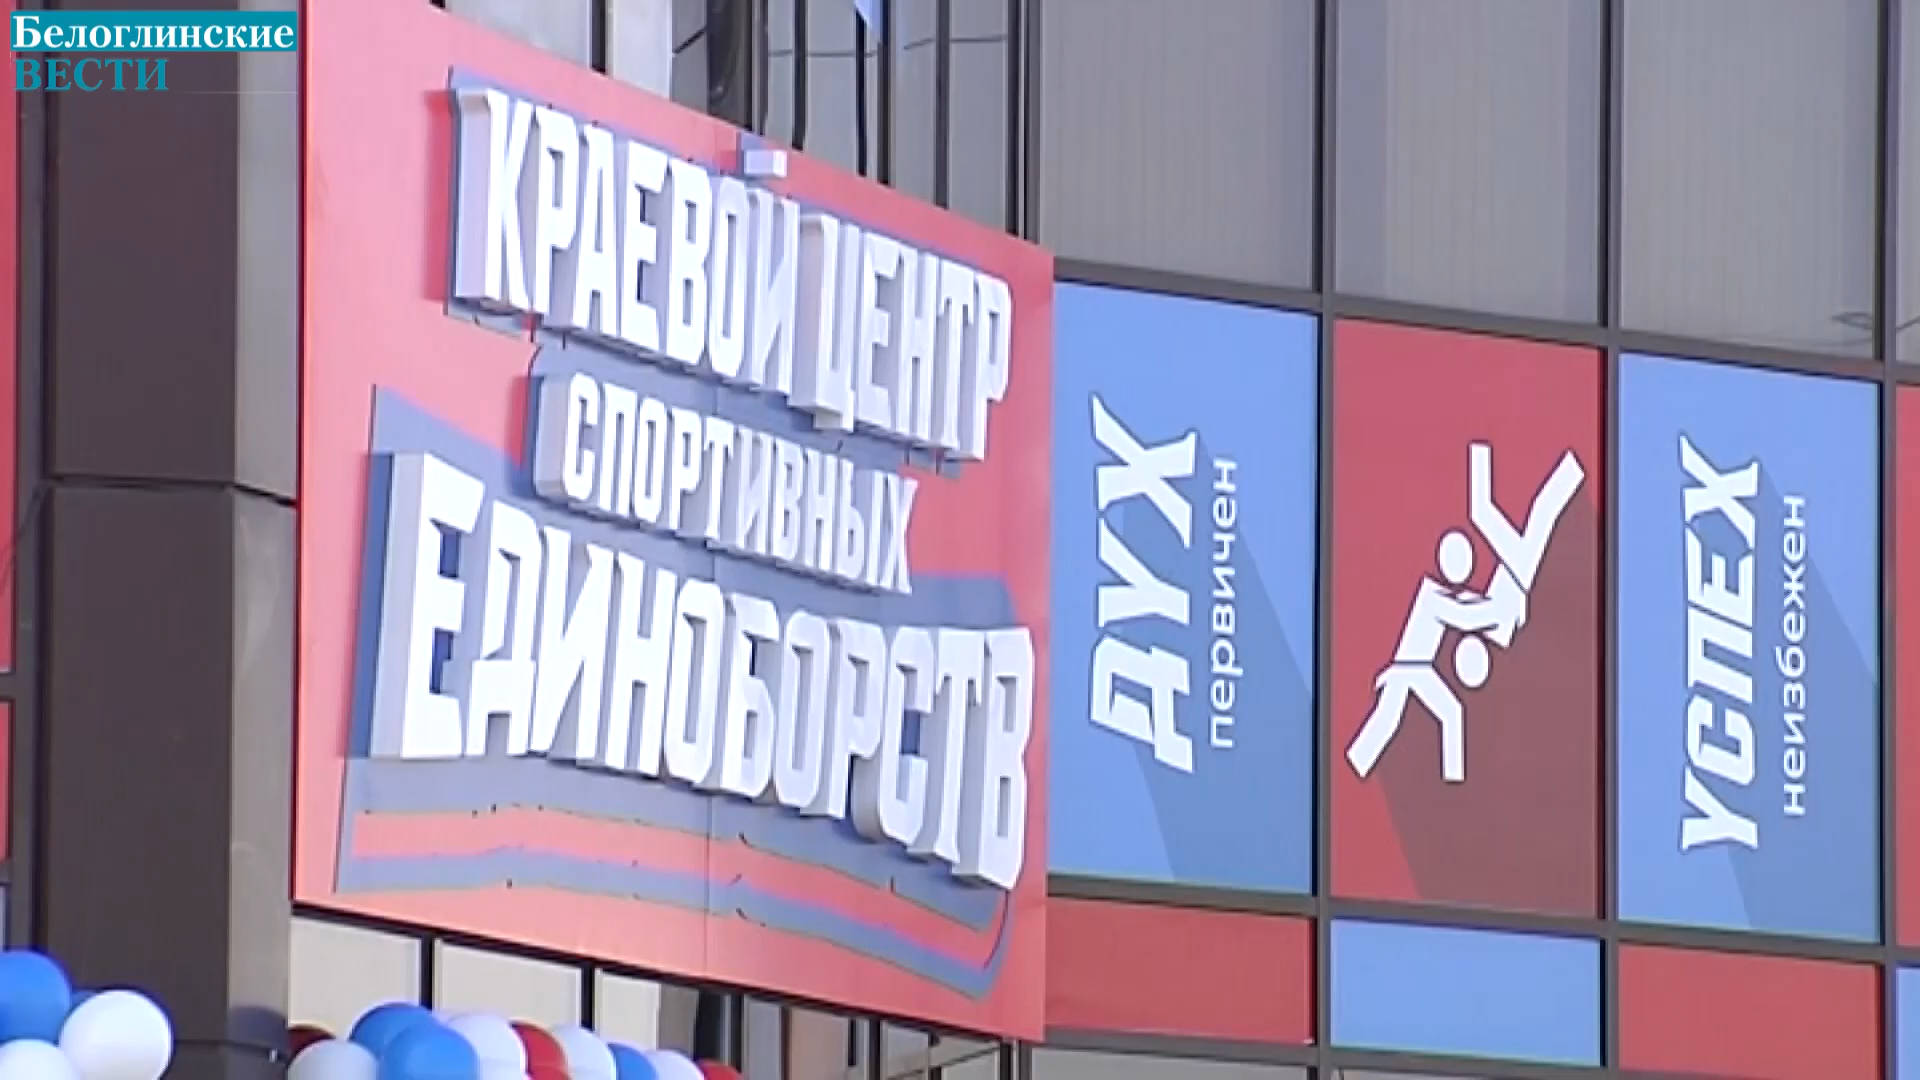 Белоглинские
ВЕСТИ
КРАЕВОЙ ЦЕНТР
СПОРТИВНЫХ
ЕДИНОБОРСТВ
ДУХ
первичен
УСПЕХ
неизбежен